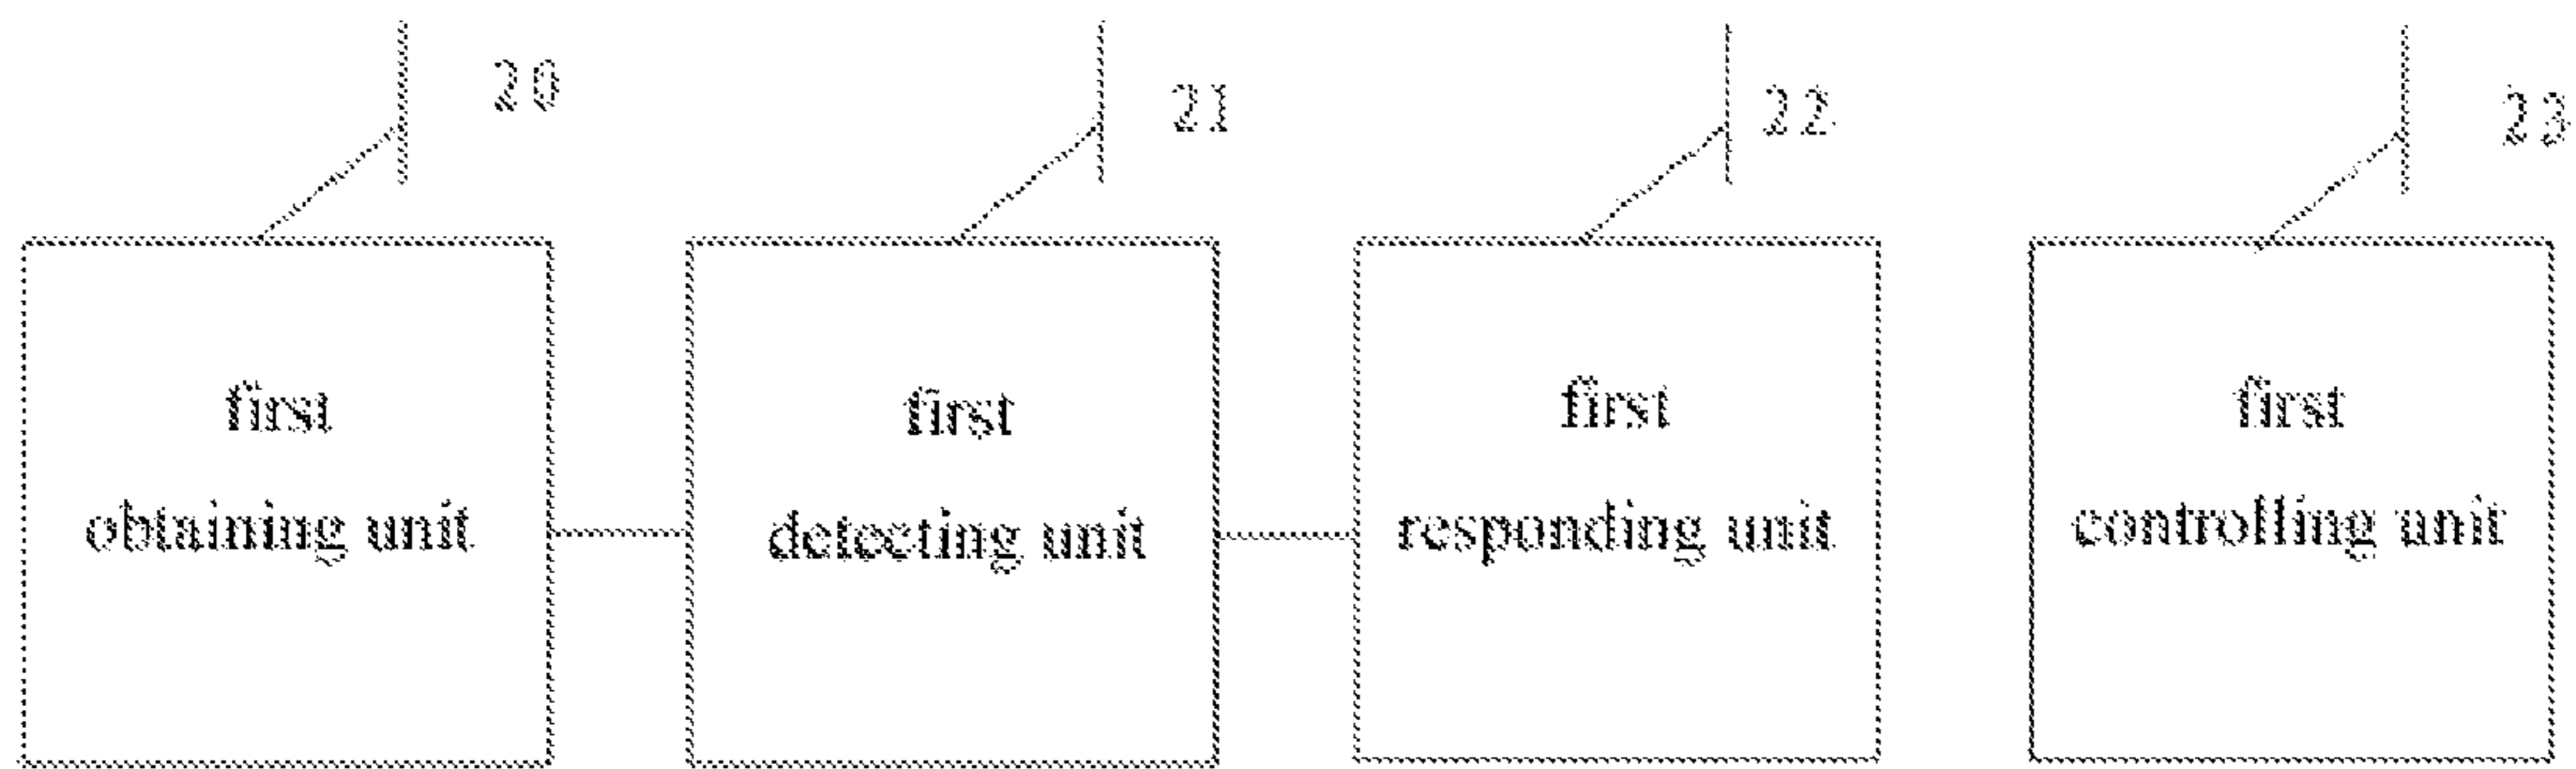 20
21
22
23
first
obtaining unit
first
detecting unit
first
responding unit
first
controlling unit